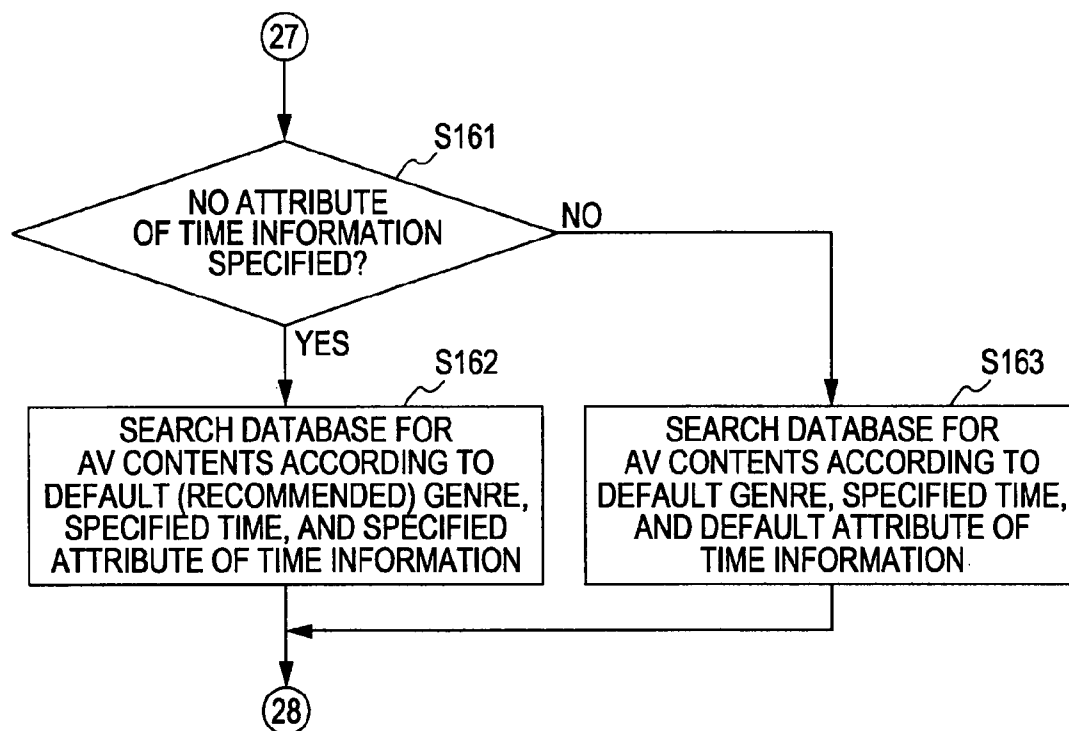 27
S161
NO ATTRIBUTE
OF TIME INFORMATION
SPECIFIED?
NO
YES
S162
SEARCH DATABASE FOR
AV CONTENTS ACCORDING TO
DEFAULT (RECOMMENDED) GENRE,
SPECIFIED TIME, AND SPECIFIED
ATTRIBUTE OF TIME INFORMATION
S163
SEARCH DATABASE FOR
AV CONTENTS ACCORDING TO
DEFAULT GENRE, SPECIFIED TIME,
AND DEFAULT ATTRIBUTE OF
TIME INFORMATION
28